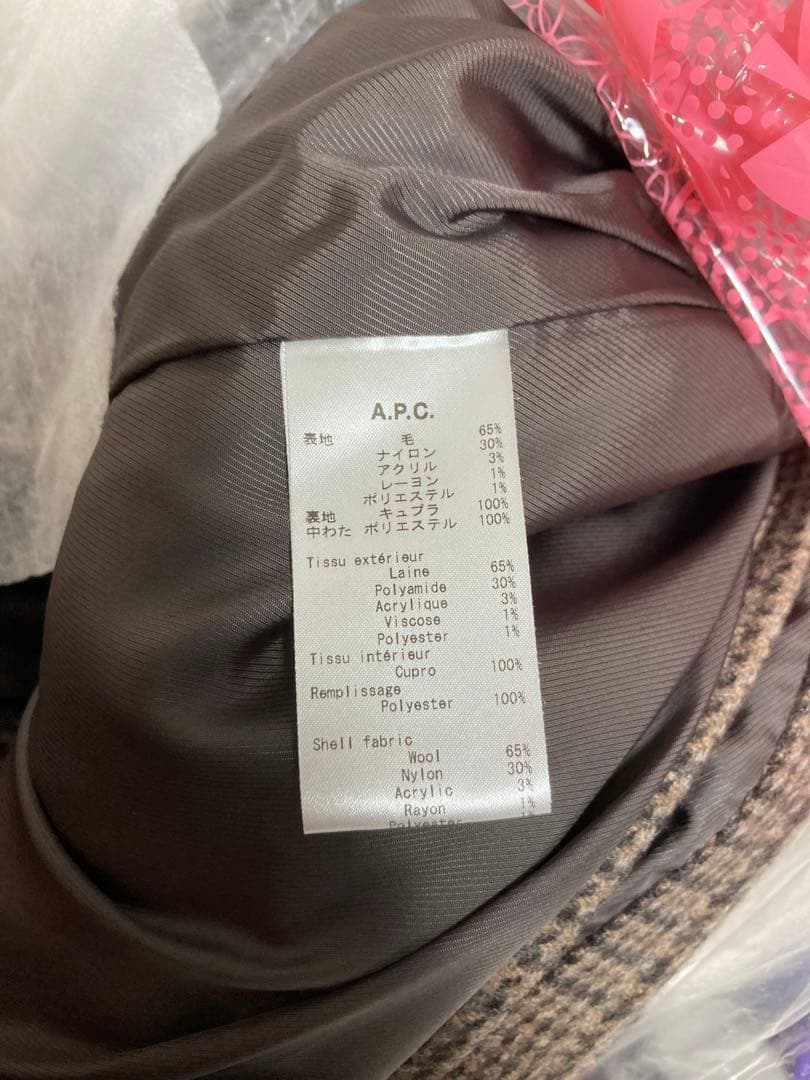 A.P.C.
表地 毛 65%
ナイロン 30%
アクリル 3%
レーヨン 1%
ポリエステル 1%
裏地 キュプラ 100%
中わた ポリエステル 100%
Tissu extérieur
Laine 65%
Polyamide 30%
Acrylique 3%
Viscose 1%
Polyester 1%
Tissu intérieur
Cupro 100%
Remplissage
Polyester 100%
Shell fabric
Wool 65%
Nylon 30%
Acrylic 3%
Rayon 1%
Polyester 1%